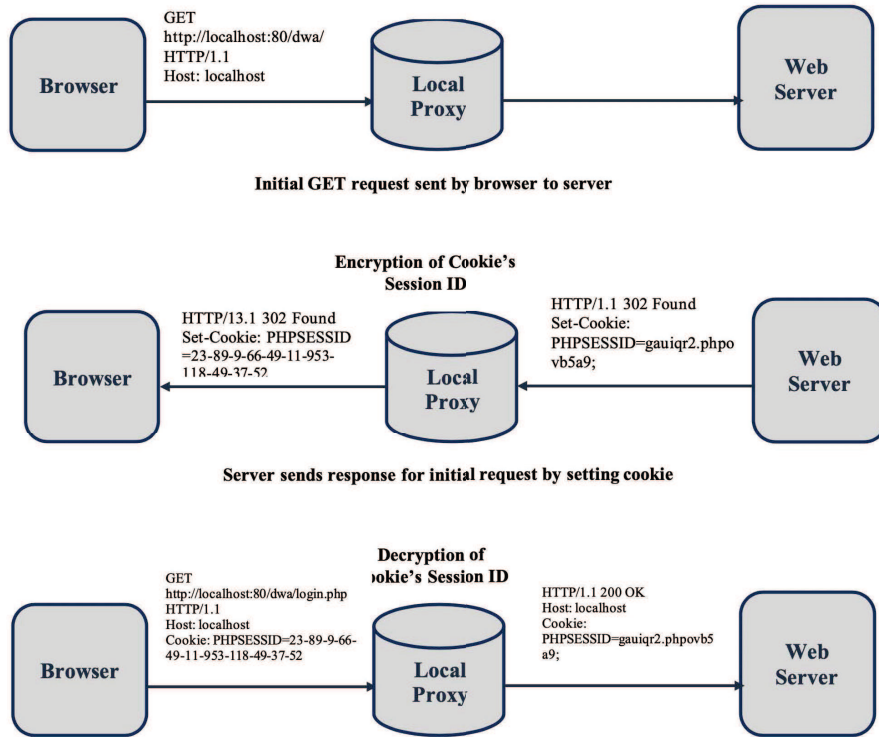 GET
http://localhost:80/dwa/
HTTP/1.1
Host: localhost
Browser
Local
Proxy
Web
Server
Initial GET request sent by browser to server
Encryption of Cookie's
Session ID
HTTP/13.1 302 Found
Set-Cookie: PHPSESSID
=23-89-9-66-49-11-953-
118-49-37-52
HTTP/1.1 302 Found
Set-Cookie:
PHPSESSID=gauiqr2.phpo
vb5a9;
Browser
Local
Proxy
Web
Server
Server sends response for initial request by setting cookie
Decryption of
ookie's Session ID
GET
http://localhost:80/dwa/login.php
HTTP/1.1
Host: localhost
Cookie: PHPSESSID=23-89-9-66-
49-11-953-118-49-37-52
HTTP/1.1 200 OK
Host: localhost
Cookie:
PHPSESSID=gauiqr2.phpovb5
a9;
Browser
Local
Proxy
Web
Server